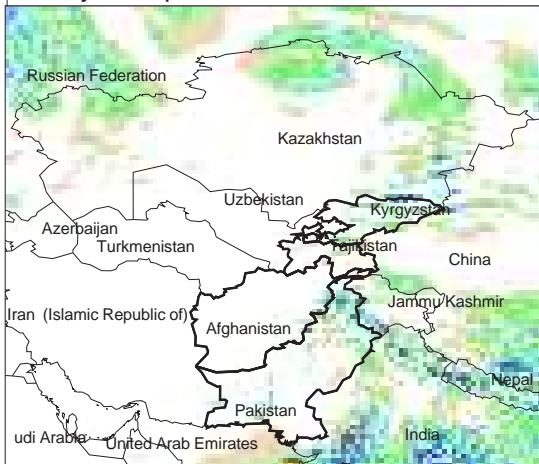 Russian Federation
Kazakhstan
Uzbekistan
Kyrgyzstan
Azerbaijan
Turkmenistan
Tajikistan
China
Jammu Kashmir
Iran (Islamic Republic of)
Afghanistan
Nepal
Pakistan
udi Arabia
United Arab Emirates
India